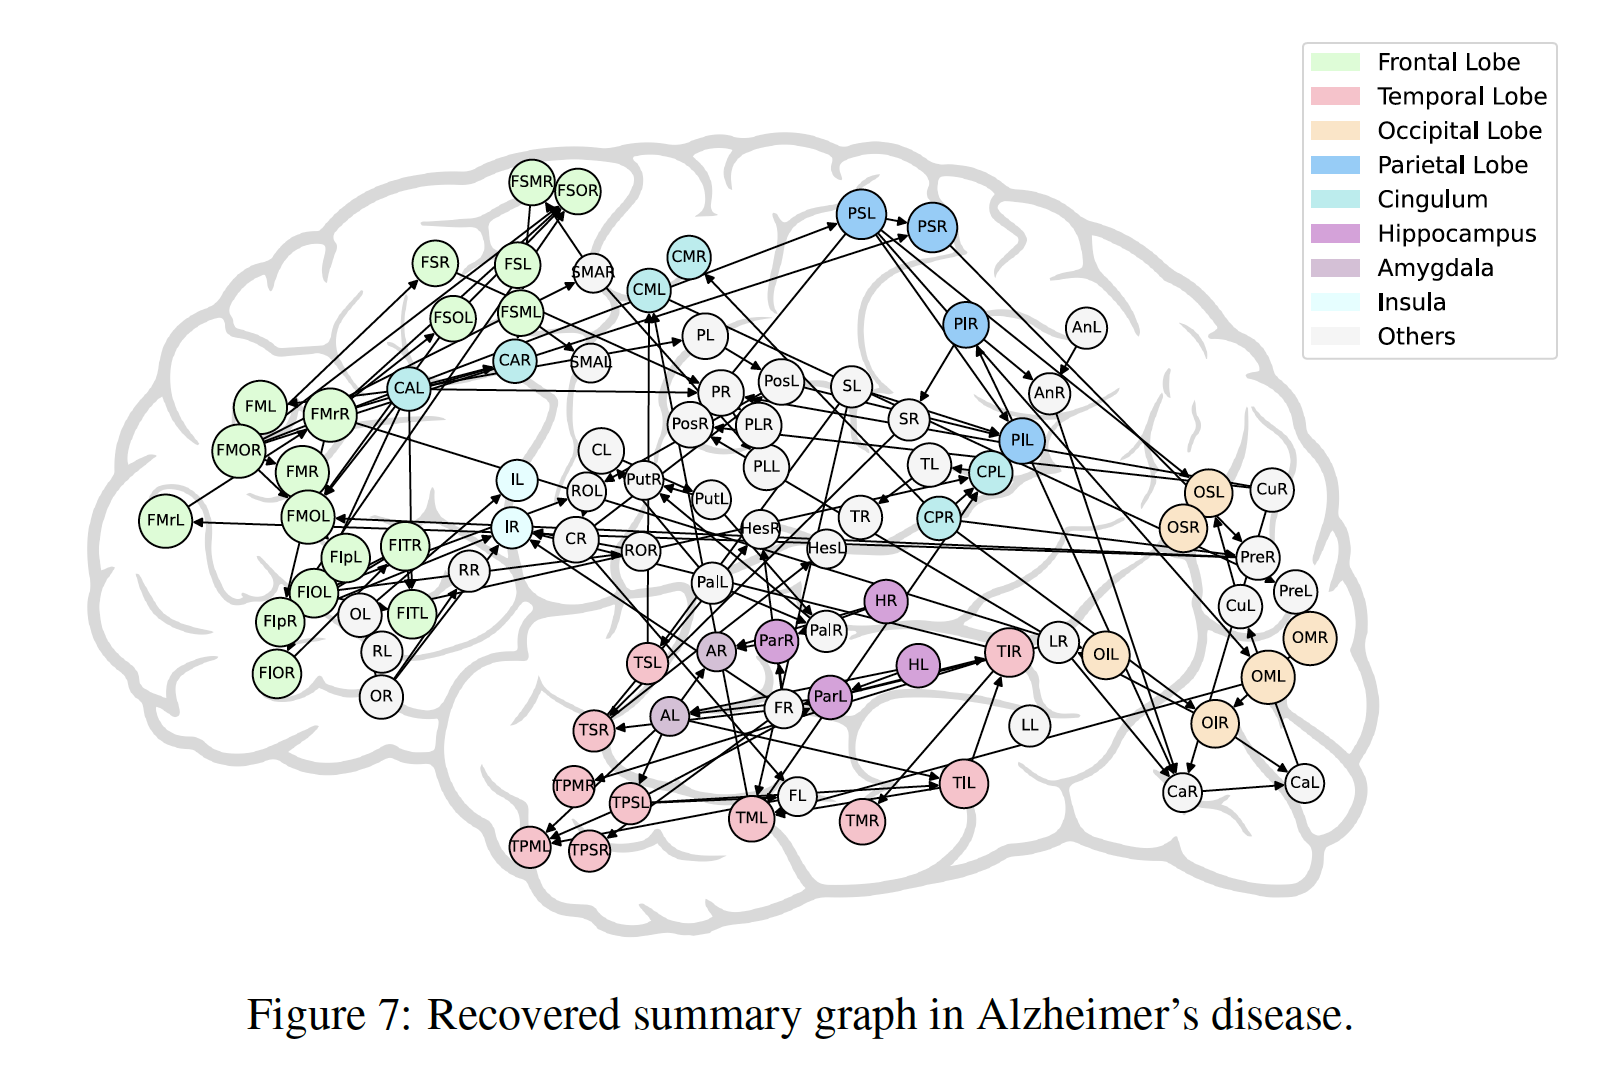 Frontal Lobe
Temporal Lobe
Occipital Lobe
Parietal Lobe
Cingulum
Hippocampus
Amygdala
Insula
Others
FSMR
FSOR
PSL
PSR
FSR
FSL
SMAR
CMR
CML
FSOL
FSML
PL
PIR
AnL
CAR
SMAL
CAL
PR
PosL
SL
AnR
FML
FMrR
PosR
PLR
SR
PIL
FMOR
FMR
CL
PLL
TL
CPL
IL
PutR
ROL
PutL
OSL
CuR
FMrL
FMOL
IR
CR
HesR
TR
CPR
OSR
FIpL
FITR
ROR
HesL
PreR
RR
PalL
FIOL
OL
FITL
HR
CuL
PreL
FIpR
PalR
OMR
RL
AR
ParR
TIR
LR
OIL
FIOR
TSL
HL
OML
OR
AL
FR
ParL
TSR
LL
OIR
TPMR
TPSL
FL
TIL
CaR
CaL
TML
TMR
TPML
TPSR
Figure 7: Recovered summary graph in Alzheimer’s disease.